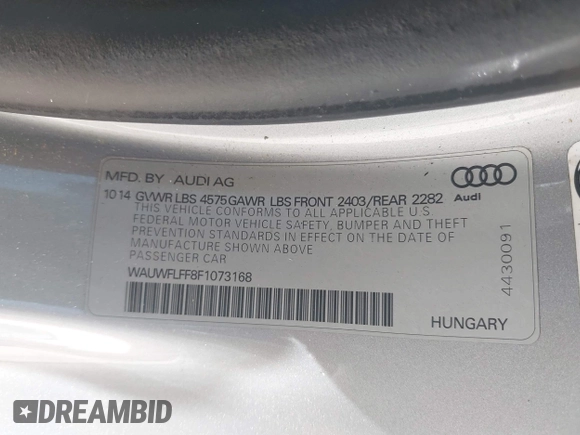 MFD. BY AUDI AG
Audi
10 14 GVWR LBS 4575 GAWR LBS FRONT 2403/REAR 2282
THIS VEHICLE CONFORMS TO ALL APPLICABLE U.S
FEDERAL MOTOR VEHICLE SAFETY, BUMPER AND THEFT
PREVENTION STANDARDS IN EFFECT ON THE DATE OF
MANUFACTURE SHOWN ABOVE
PASSENGER CAR
WAUWFLFF8F1073168
4430091
HUNGARY
DREAMBID